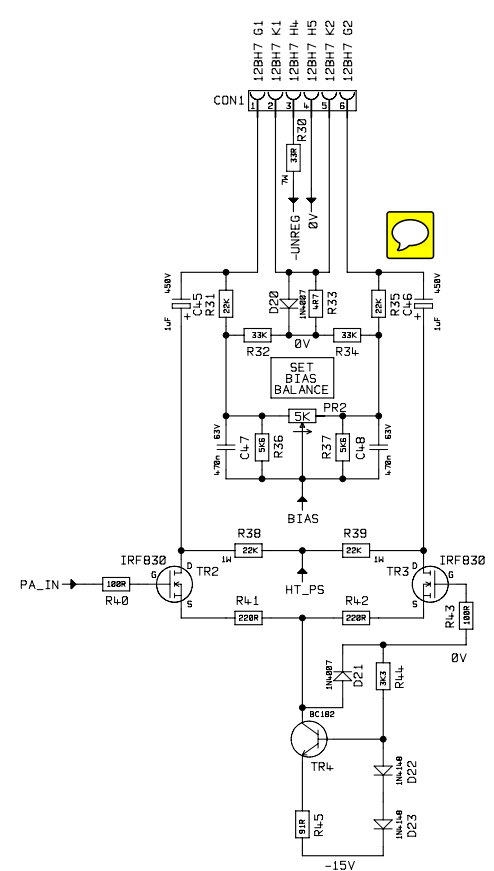 12BH7 G1
12BH7 K1
12BH7 H4
12BH7 H5
12BH7 K2
12BH7 G2
CON1
1 2 3 4 5 6
33R
R30
7W
-UNREG
0V
450V
C45
+
1uF
R31
22K
D20
1N4007
4R7
R33
R35
22K
C46
450V
+
1uF
33K
R32
0V
33K
R34
SET
BIAS
BALANCE
5K
PR2
63V
C47
470n
5K6
R36
R37
5K6
C48
63V
470n
BIAS
R38
22K
1W
R39
22K
1W
HT_PS
IRF830
D
G
S
TR2
PA_IN
100R
R40
IRF830
D
G
S
TR3
R41
220R
R42
220R
R43
100R
0V
1N4007
D21
3K3
R44
BC182
TR4
1N4148
D22
1N4148
D23
91R
R45
-15V